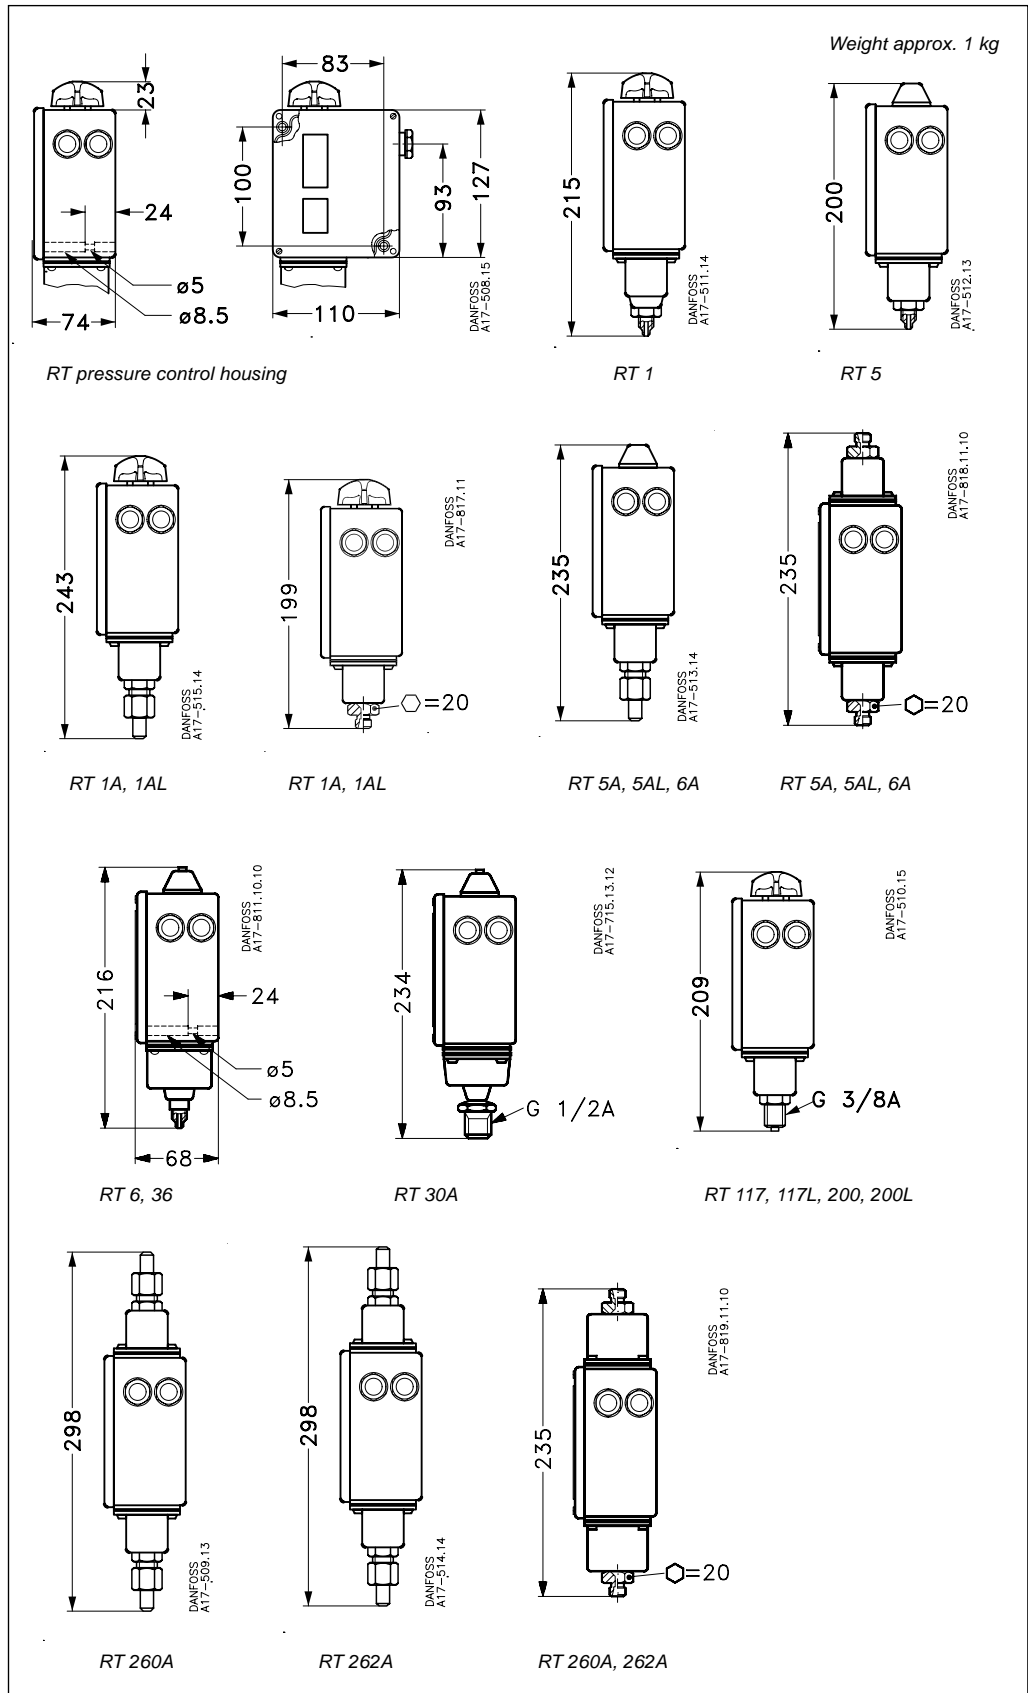 Weight approx. 1 kg
83
23
24
ø5
ø8.5
74
100
93
127
110
DANFOSS
A17-508.15
RT pressure control housing
215
DANFOSS
A17-511.14
RT 1
200
DANFOSS
A17-512.13
RT 5
243
DANFOSS
A17-515.14
RT 1A, 1AL
199
DANFOSS
A17-817.11
=20
RT 1A, 1AL
235
DANFOSS
A17-513.14
RT 5A, 5AL, 6A
235
DANFOSS
A17-818.11.10
=20
RT 5A, 5AL, 6A
216
DANFOSS
A17-811.10.10
24
ø5
ø8.5
68
RT 6, 36
234
DANFOSS
A17-715.13.12
G 1/2A
RT 30A
209
DANFOSS
A17-510.15
G 3/8A
RT 117, 117L, 200, 200L
298
DANFOSS
A17-509.13
RT 260A
298
DANFOSS
A17-514.14
RT 262A
235
DANFOSS
A17-819.11.10
=20
RT 260A, 262A